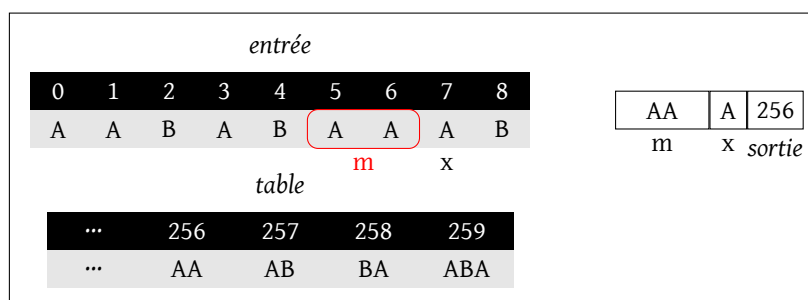 entrée
0 1 2 3 4 5 6 7 8
A A B A B A A A B
m x
AA A 256
m x sortie
table
... 256 257 258 259
... AA AB BA ABA